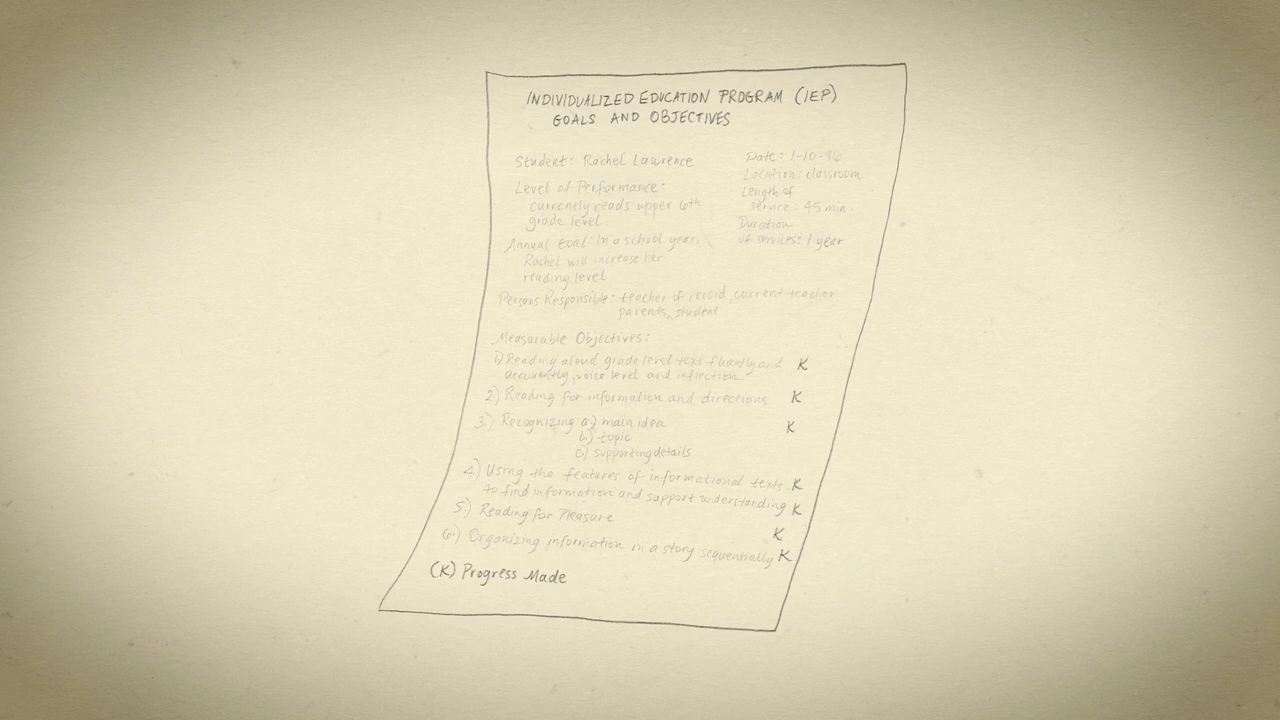 INDIVIDUALIZED EDUCATION PROGRAM (IEP)
GOALS AND OBJECTIVES
Student: Rachel Lawrence
Date: 1-10-96
Location: classroom
Level of Performance:
currently reads upper 6th
grade level
Length of
service: 45 min.
Duration
of services: 1 year
Annual Goal: In a school year,
Rachel will increase her
reading level
Persons Responsible: teacher of record, current teacher
parents, student
Measurable Objectives:
1) Reading aloud grade level text fluently and K
accurately, voice level and inflection
2.) Reading for information and directions K
3.) Recognizing a.) main idea K
b.) topic
c.) supporting details
4.) Using the features of informational texts K
to find information and support understanding K
5.) Reading for Pleasure K
6.) Organizing information in a story sequentially K
(K) Progress Made